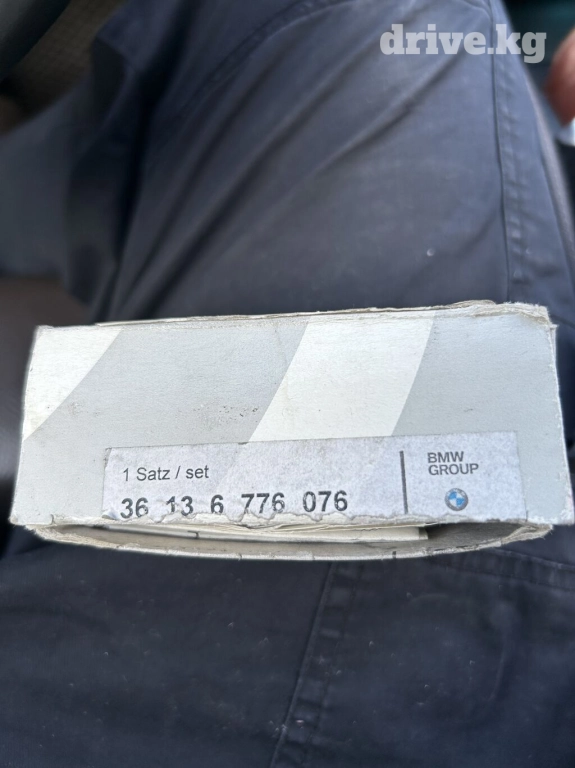 drive.kg
1 Satz / set
36 13 6 776 076
BMW
GROUP